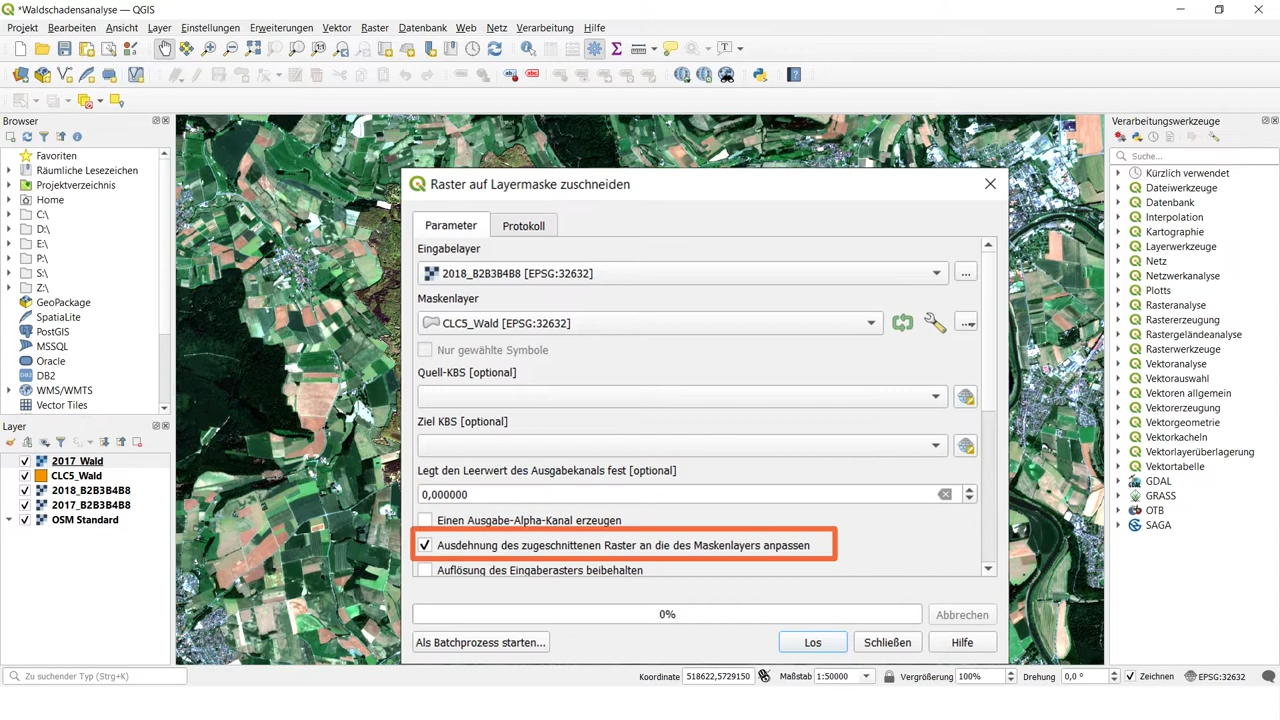 *Waldschadensanalyse — QGIS
Projekt Bearbeiten Ansicht Layer Einstellungen Erweiterungen Vektor Raster Datenbank Web Netz Verarbeitung Hilfe
Browser
Favoriten
Räumliche Lesezeichen
Projektverzeichnis
Home
C:\
D:\
E:\
P:\
S:\
Z:\
GeoPackage
SpatiaLite
PostGIS
MSSQL
Oracle
DB2
WMS/WMTS
Vector Tiles
Layer
2017_Wald
CLC5_Wald
2018_B2B3B4B8
2017_B2B3B4B8
OSM Standard
Raster auf Layermaske zuschneiden
Parameter Protokoll
Eingabelayer
2018_B2B3B4B8 [EPSG:32632]
Maskenlayer
CLC5_Wald [EPSG:32632]
Nur gewählte Symbole
Quell-KBS [optional]
Ziel KBS [optional]
Legt den Leerwert des Ausgabekanals fest [optional]
0,000000
Einen Ausgabe-Alpha-Kanal erzeugen
Ausdehnung des zugeschnittenen Raster an die des Maskenlayers anpassen
Auflösung des Eingaberasters beibehalten
0%
Abbrechen
Als Batchprozess starten...
Los
Schließen
Hilfe
Verarbeitungswerkzeuge
Suche...
Kürzlich verwendet
Dateiwerkzeuge
Datenbank
Interpolation
Kartographie
Layerwerkzeuge
Netz
Netzwerkanalyse
Plotts
Rasteranalyse
Rastererzeugung
Rastergeländeanalyse
Rasterwerkzeuge
Vektoranalyse
Vektorauswahl
Vektoren allgemein
Vektorerzeugung
Vektorgeometrie
Vektorkacheln
Vektorlayerüberlagerung
Vektortabelle
GDAL
GRASS
OTB
SAGA
Zu suchender Typ (Strg+K)
Koordinate 518622,5729150 Maßstab 1:50000 Vergrößerung 100% Drehung 0,0 ° Zeichnen EPSG:32632